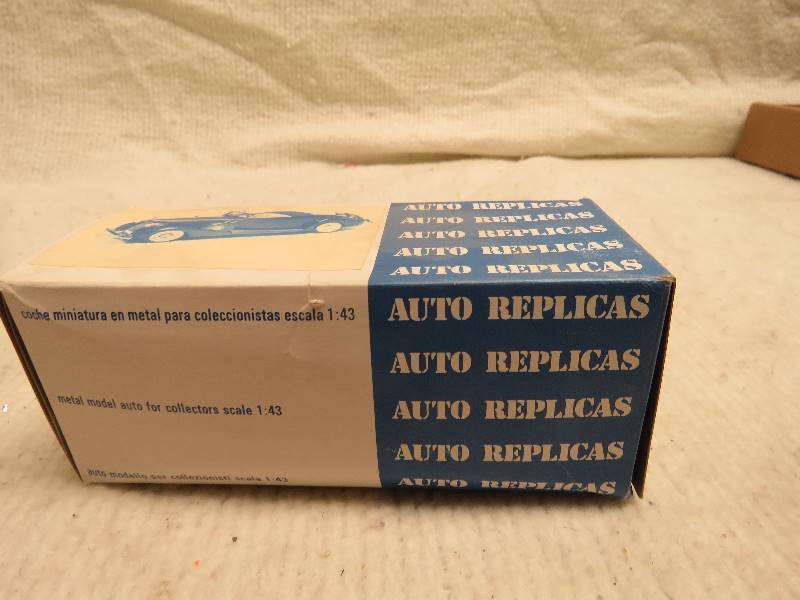 AUTO REPLICAS
AUTO REPLICAS
AUTO REPLICAS
AUTO REPLICAS
AUTO REPLICAS
coche miniatura en metal para coleccionistas escala 1:43
metal model auto for collectors scale 1:43
auto modello per collezionisti scala 1:43
AUTO REPLICAS
AUTO REPLICAS
AUTO REPLICAS
AUTO REPLICAS
AUTO REPLICAS